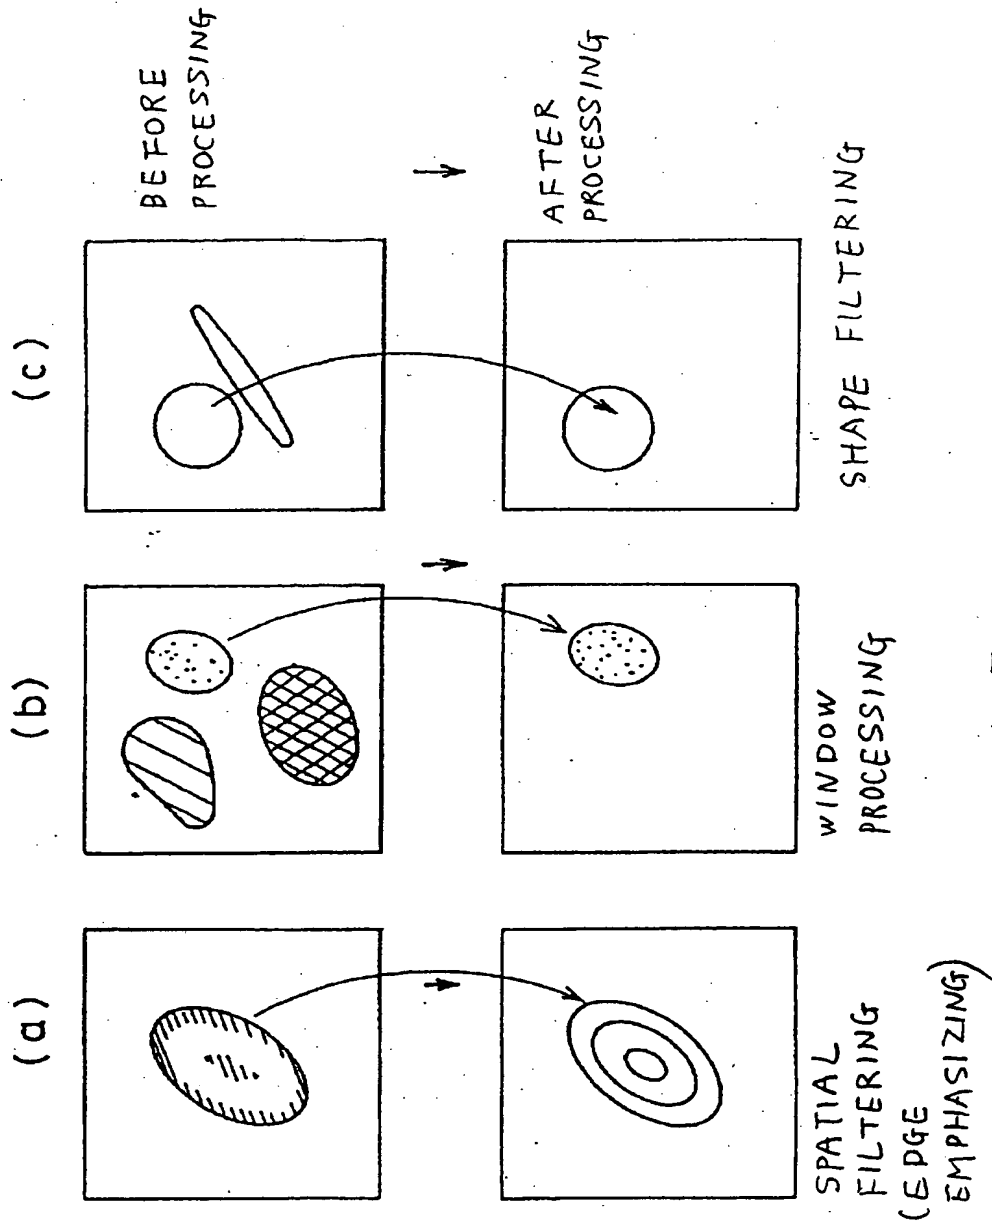 (a)
(b)
(c)
BEFORE
PROCESSING
AFTER
PROCESSING
SPATIAL
FILTERING
(EDGE
EMPHASIZING)
WINDOW
PROCESSING
SHAPE FILTERING